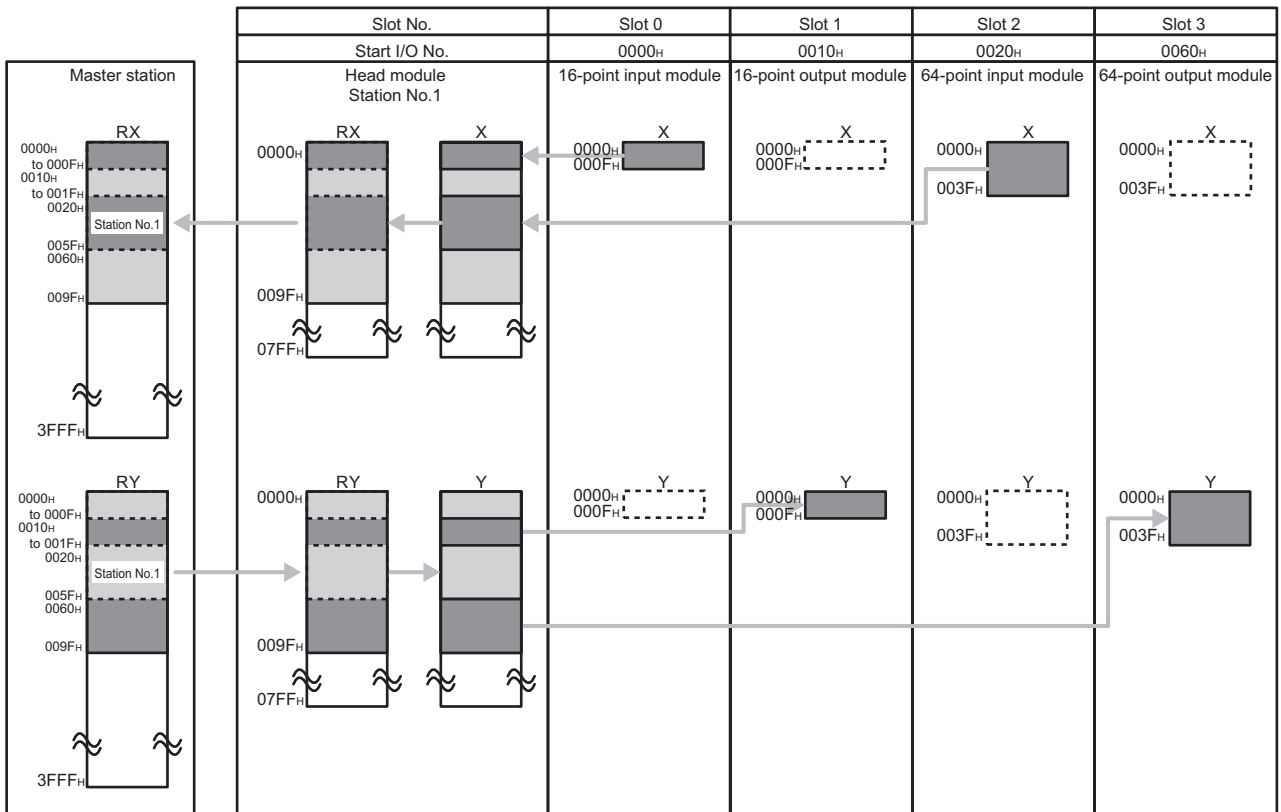 Slot No. Slot 0 Slot 1 Slot 2 Slot 3
Start I/O No. 0000H 0010H 0020H 0060H
Master station Head module 16-point input module 16-point output module 64-point input module 64-point output module
Station No.1
RX RX X X X X X
0000H 0000H 0000H 0000H 0000H 0000H
to 000FH 000FH 000FH
0010H
to 001FH 003FH 003FH
0020H
Station No.1
005FH
0060H
009FH 009FH
07FFH
3FFFH
RY RY Y Y Y Y Y
0000H 0000H 0000H 0000H 0000H 0000H
to 000FH 000FH 000FH
0010H
to 001FH 003FH 003FH
0020H
Station No.1
005FH
0060H
009FH 009FH
07FFH
3FFFH